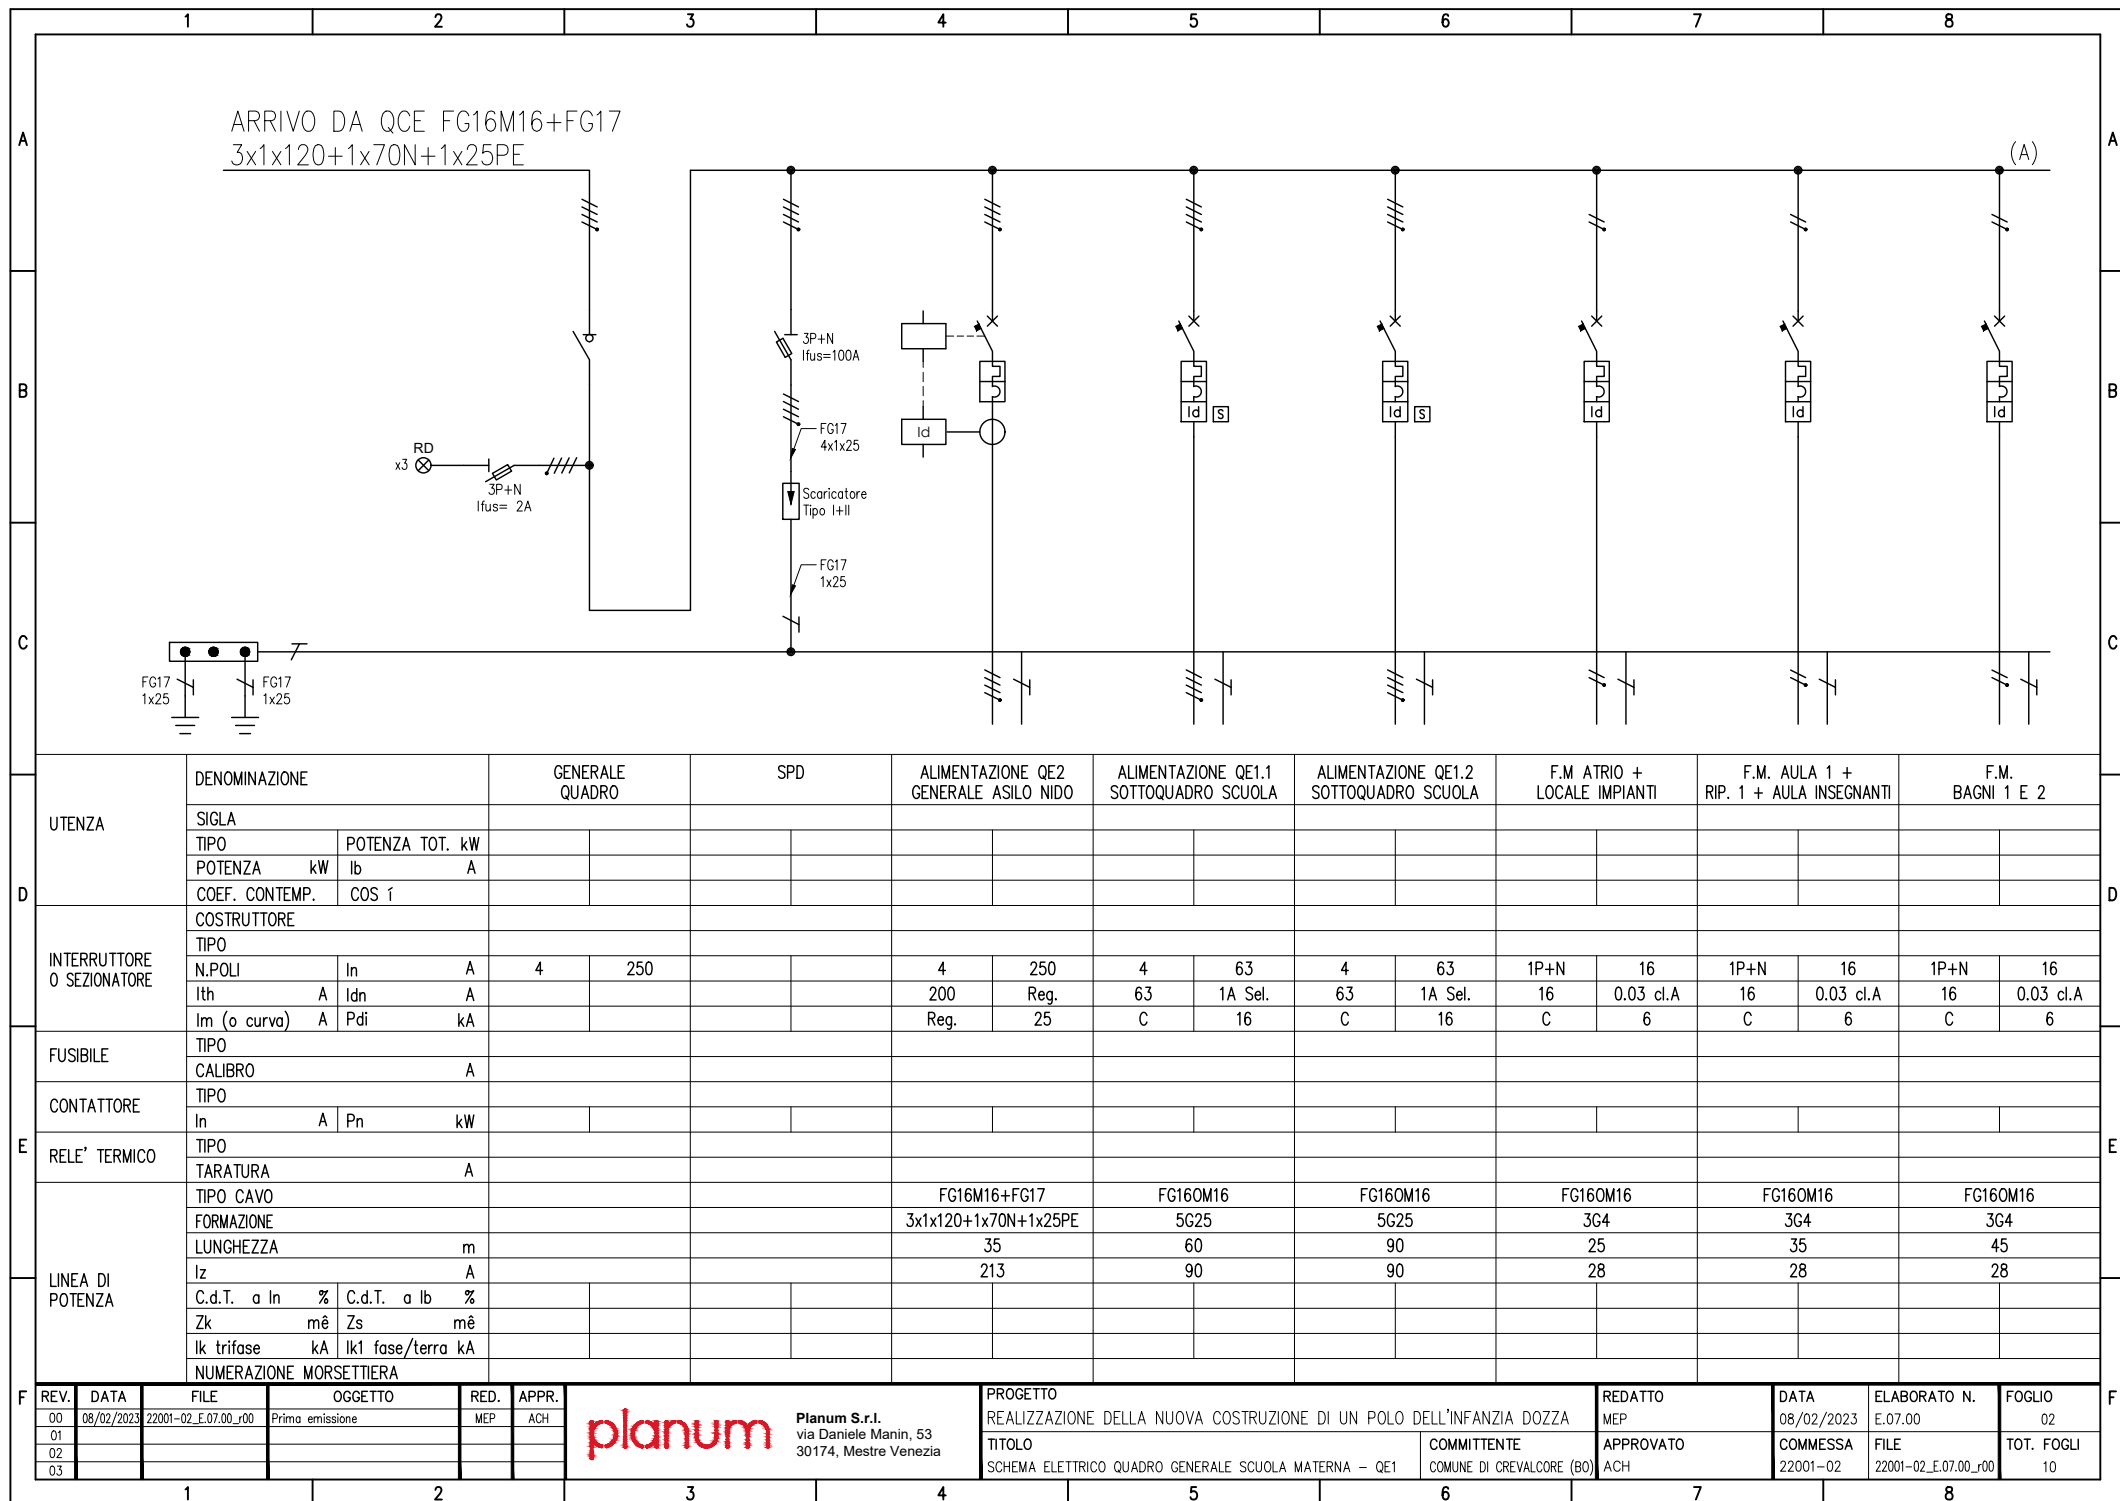 1 2 3 4 5 6 7 8
ARRIVO DA QCE FG16M16+FG17
3x1x120+1x70N+1x25PE
(A)
A A
3P+N
Ifus=100A
B B
Id S Id S Id Id Id
Id
FG17
4x1x25
RD
x3
3P+N
Ifus= 2A
Scaricatore
Tipo I+II
FG17
1x25
C C
FG17
1x25
FG17
1x25
UTENZA
DENOMINAZIONE
GENERALE
QUADRO
SPD
ALIMENTAZIONE QE2
GENERALE ASILO NIDO
ALIMENTAZIONE QE1.1
SOTTOQUADRO SCUOLA
ALIMENTAZIONE QE1.2
SOTTOQUADRO SCUOLA
F.M ATRIO +
LOCALE IMPIANTI
F.M. AULA 1 +
RIP. 1 + AULA INSEGNANTI
F.M.
BAGNI 1 E 2
SIGLA
TIPO POTENZA TOT. kW
POTENZA kW Ib A
COEF. CONTEMP. COS í
D D
INTERRUTTORE
O SEZIONATORE
COSTRUTTORE
TIPO
N.POLI In A 4 250 4 250 4 63 4 63 1P+N 16 1P+N 16 1P+N 16
Ith A Idn A 200 Reg. 63 1A Sel. 63 1A Sel. 16 0.03 cl.A 16 0.03 cl.A 16 0.03 cl.A
Im (o curva) A Pdi kA Reg. 25 C 16 C 16 C 6 C 6 C 6
FUSIBILE
TIPO
CALIBRO A
CONTATTORE
TIPO
In A Pn kW
E E
RELE' TERMICO
TIPO
TARATURA A
LINEA DI
POTENZA
TIPO CAVO FG16M16+FG17 FG16OM16 FG16OM16 FG16OM16 FG16OM16 FG16OM16
FORMAZIONE 3x1x120+1x70N+1x25PE 5G25 5G25 3G4 3G4 3G4
LUNGHEZZA m 35 60 90 25 35 45
Iz A 213 90 90 28 28 28
C.d.T. a In % C.d.T. a Ib %
Zk mê Zs mê
Ik trifase kA Ik1 fase/terra kA
NUMERAZIONE MORSETTIERA
F F
REV. DATA FILE OGGETTO RED. APPR.
00 08/02/2023 22001-02_E.07.00_r00 Prima emissione MEP ACH
01
02
03
planum
Planum S.r.l.
via Daniele Manin, 53
30174, Mestre Venezia
PROGETTO
REALIZZAZIONE DELLA NUOVA COSTRUZIONE DI UN POLO DELL'INFANZIA DOZZA
TITOLO
SCHEMA ELETTRICO QUADRO GENERALE SCUOLA MATERNA - QE1
COMMITTENTE
COMUNE DI CREVALCORE (BO)
REDATTO
MEP
APPROVATO
ACH
DATA
08/02/2023
COMMESSA
22001-02
ELABORATO N.
E.07.00
FILE
22001-02_E.07.00_r00
FOGLIO
02
TOT. FOGLI
10
1 2 3 4 5 6 7 8